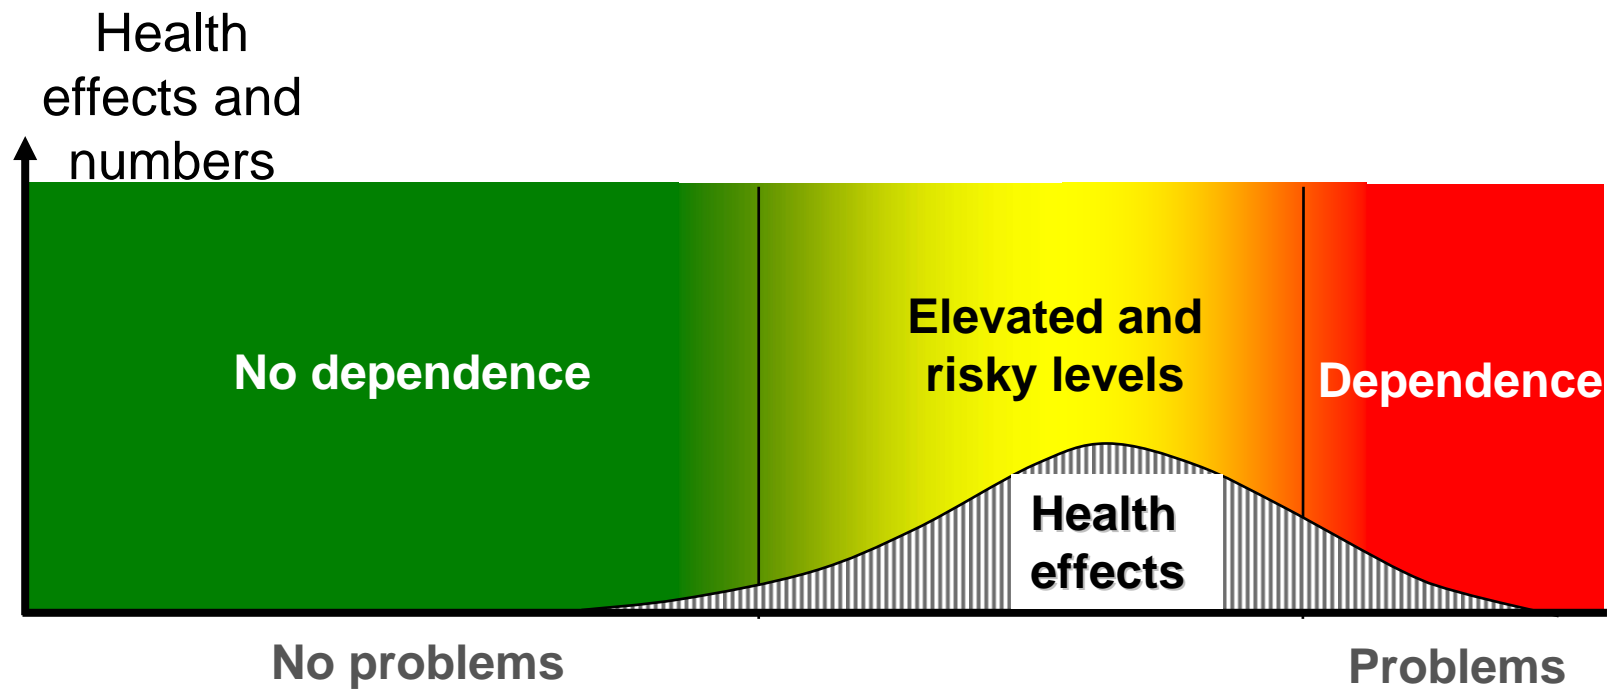 Health
effects and
numbers
No dependence
Elevated and
risky levels
Dependence
Health
effects
No problems
Problems